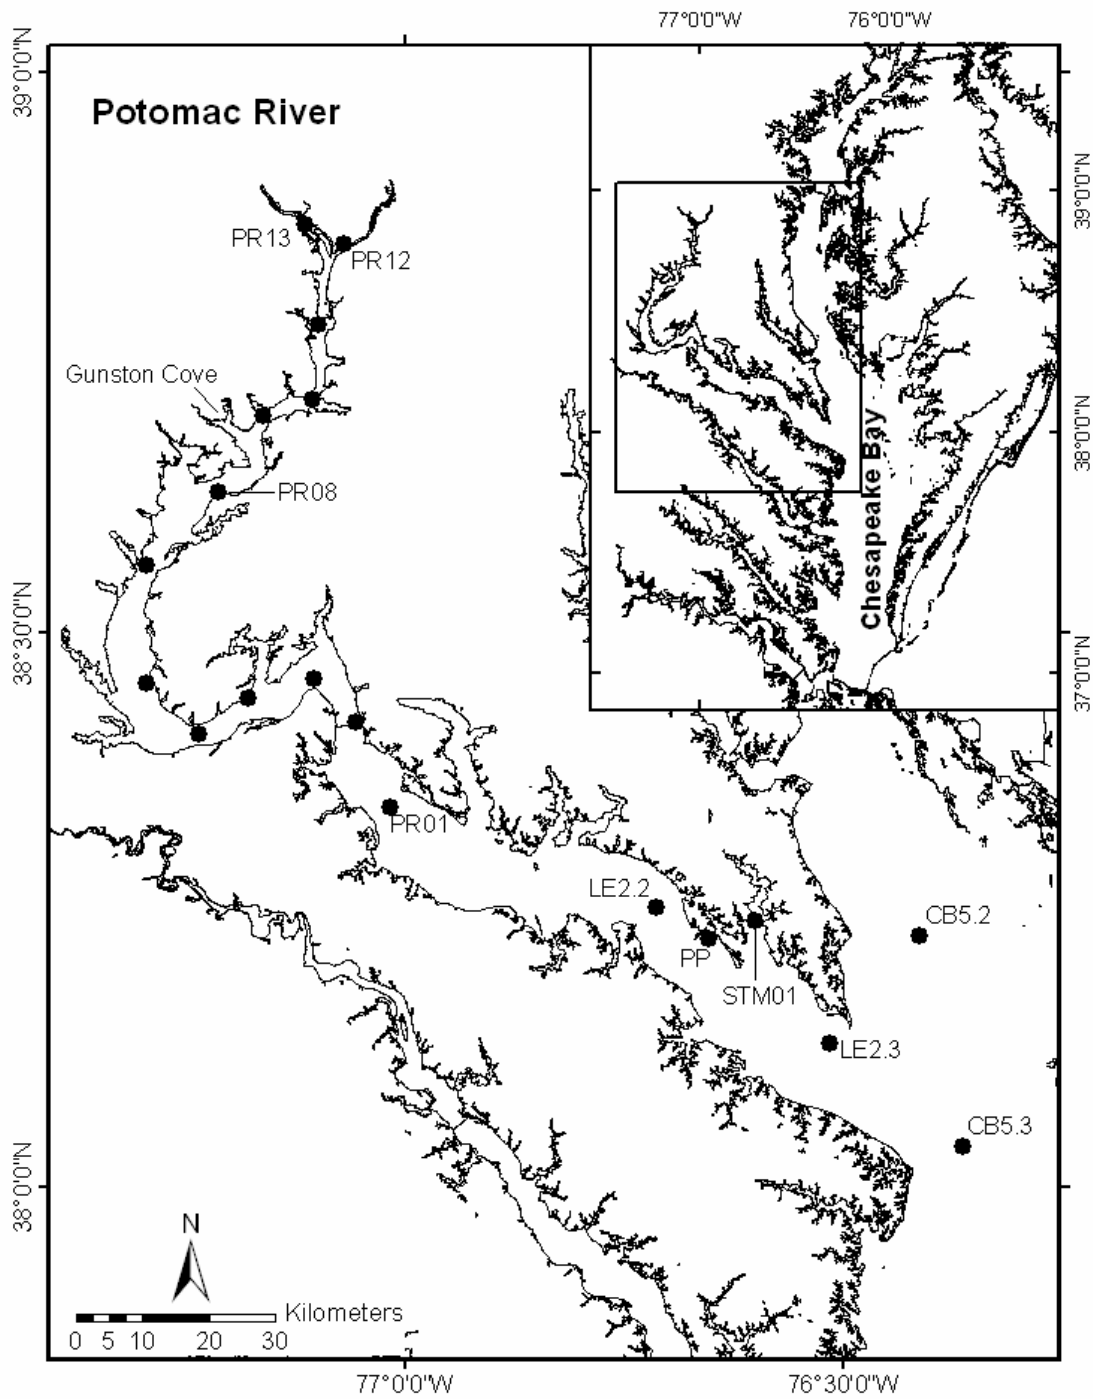 77°0'0"W 76°0'0"W
39°0'0"N
Potomac River
39°0'0"N
PR13
PR12
Gunston Cove
38°0'0"N
PR08
Chesapeake Bay
38°30'0"N
37°0'0"N
PR01
LE2.2
CB5.2
PP
STM01
LE2.3
CB5.3
38°0'0"N
N
Kilometers
0 5 10 20 30
77°0'0"W 76°30'0"W